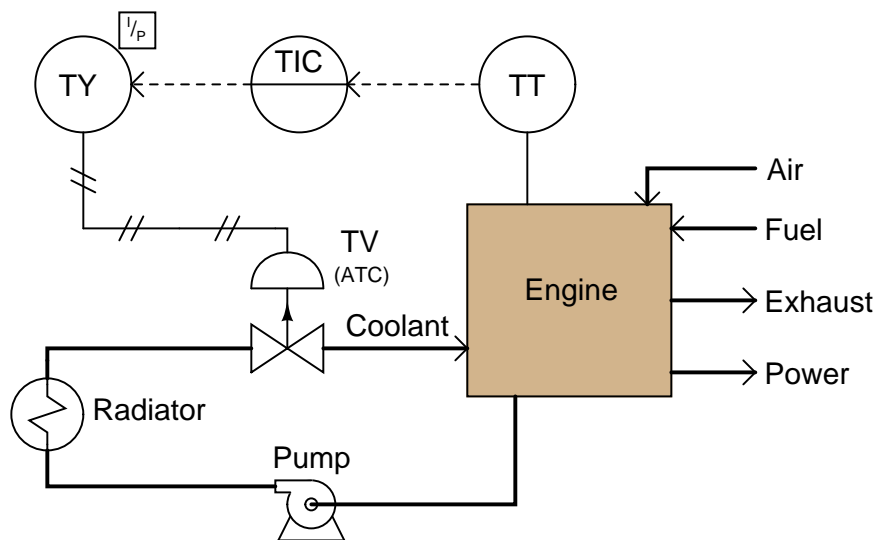 I/P
TY
TIC
TT
Air
Fuel
TV
(ATC)
Engine
Exhaust
Coolant
Power
Radiator
Pump